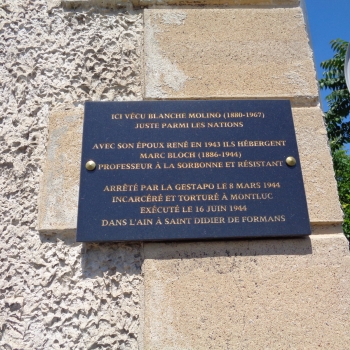 ICI VÉCU BLANCHE MOLINO (1880-1967)
JUSTE PARMI LES NATIONS
AVEC SON ÉPOUX RENÉ EN 1943 ILS HÉBERGENT
MARC BLOCH (1886-1944)
PROFESSEUR À LA SORBONNE ET RÉSISTANT
ARRÊTÉ PAR LA GESTAPO LE 8 MARS 1944
INCARCÉRÉ ET TORTURÉ À MONTLUC
EXÉCUTÉ LE 16 JUIN 1944
DANS L'AIN À SAINT DIDIER DE FORMANS